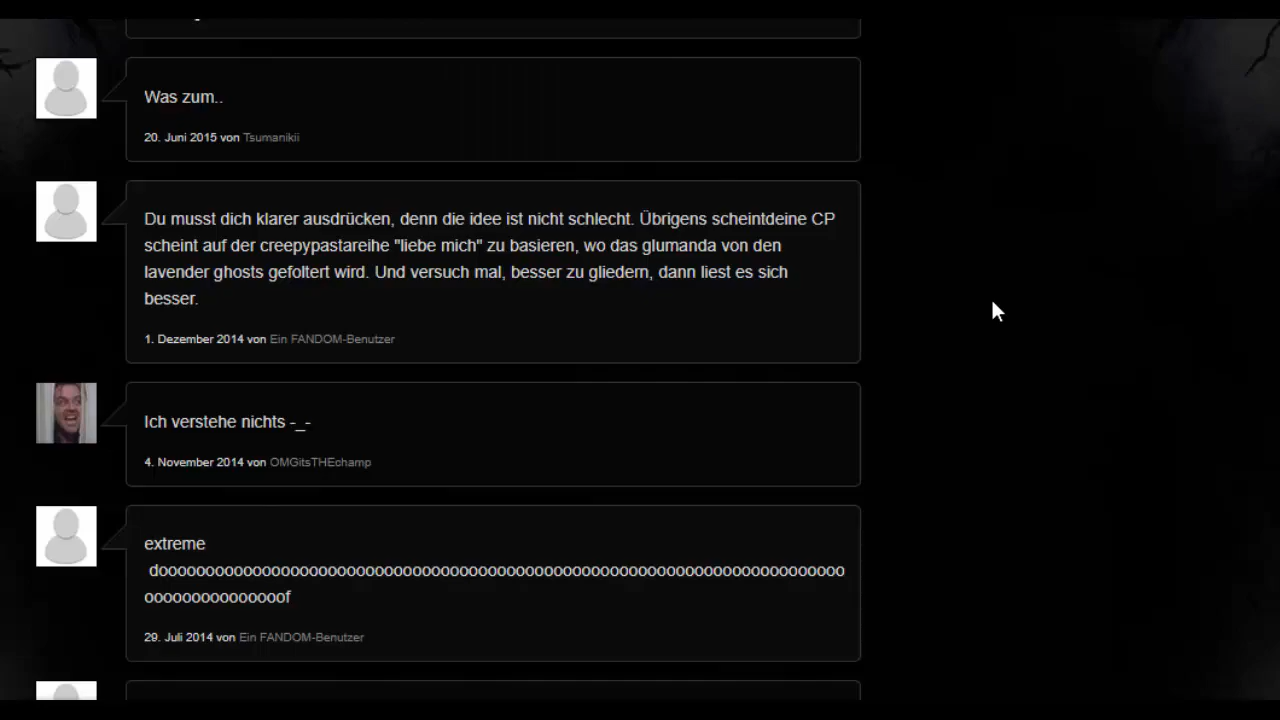 Was zum..
20. Juni 2015 von Tsumanikii
Du musst dich klarer ausdrücken, denn die idee ist nicht schlecht. Übrigens scheintdeine CP
scheint auf der creepypastareihe "liebe mich" zu basieren, wo das glumanda von den
lavender ghosts gefoltert wird. Und versuch mal, besser zu gliedern, dann liest es sich
besser.
1. Dezember 2014 von Ein FANDOM-Benutzer
Ich verstehe nichts -_-
4. November 2014 von OMGitsTHEchamp
extreme
dooooooooooooooooooooooooooooooooooooooooooooooooooooooooooooooooooooooooo
ooooooooooooooof
29. Juli 2014 von Ein FANDOM-Benutzer